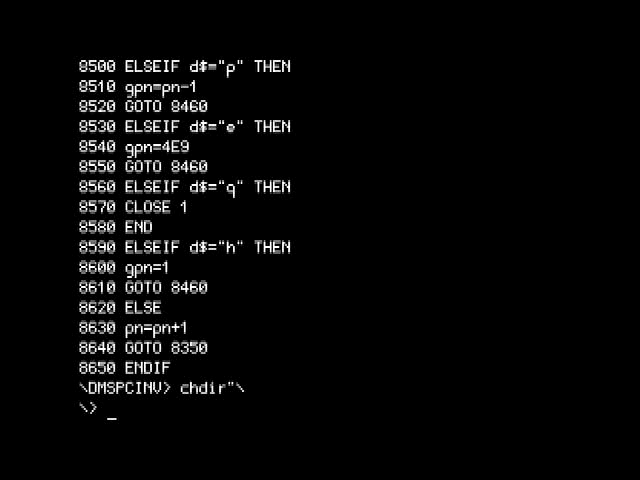 8500 ELSEIF d$="p" THEN
8510 gpn=pn-1
8520 GOTO 8460
8530 ELSEIF d$="e" THEN
8540 gpn=4E9
8550 GOTO 8460
8560 ELSEIF d$="q" THEN
8570 CLOSE 1
8580 END
8590 ELSEIF d$="h" THEN
8600 gpn=1
8610 GOTO 8460
8620 ELSE
8630 pn=pn+1
8640 GOTO 8350
8650 ENDIF
\DMSPCINV> chdir"\
\> _